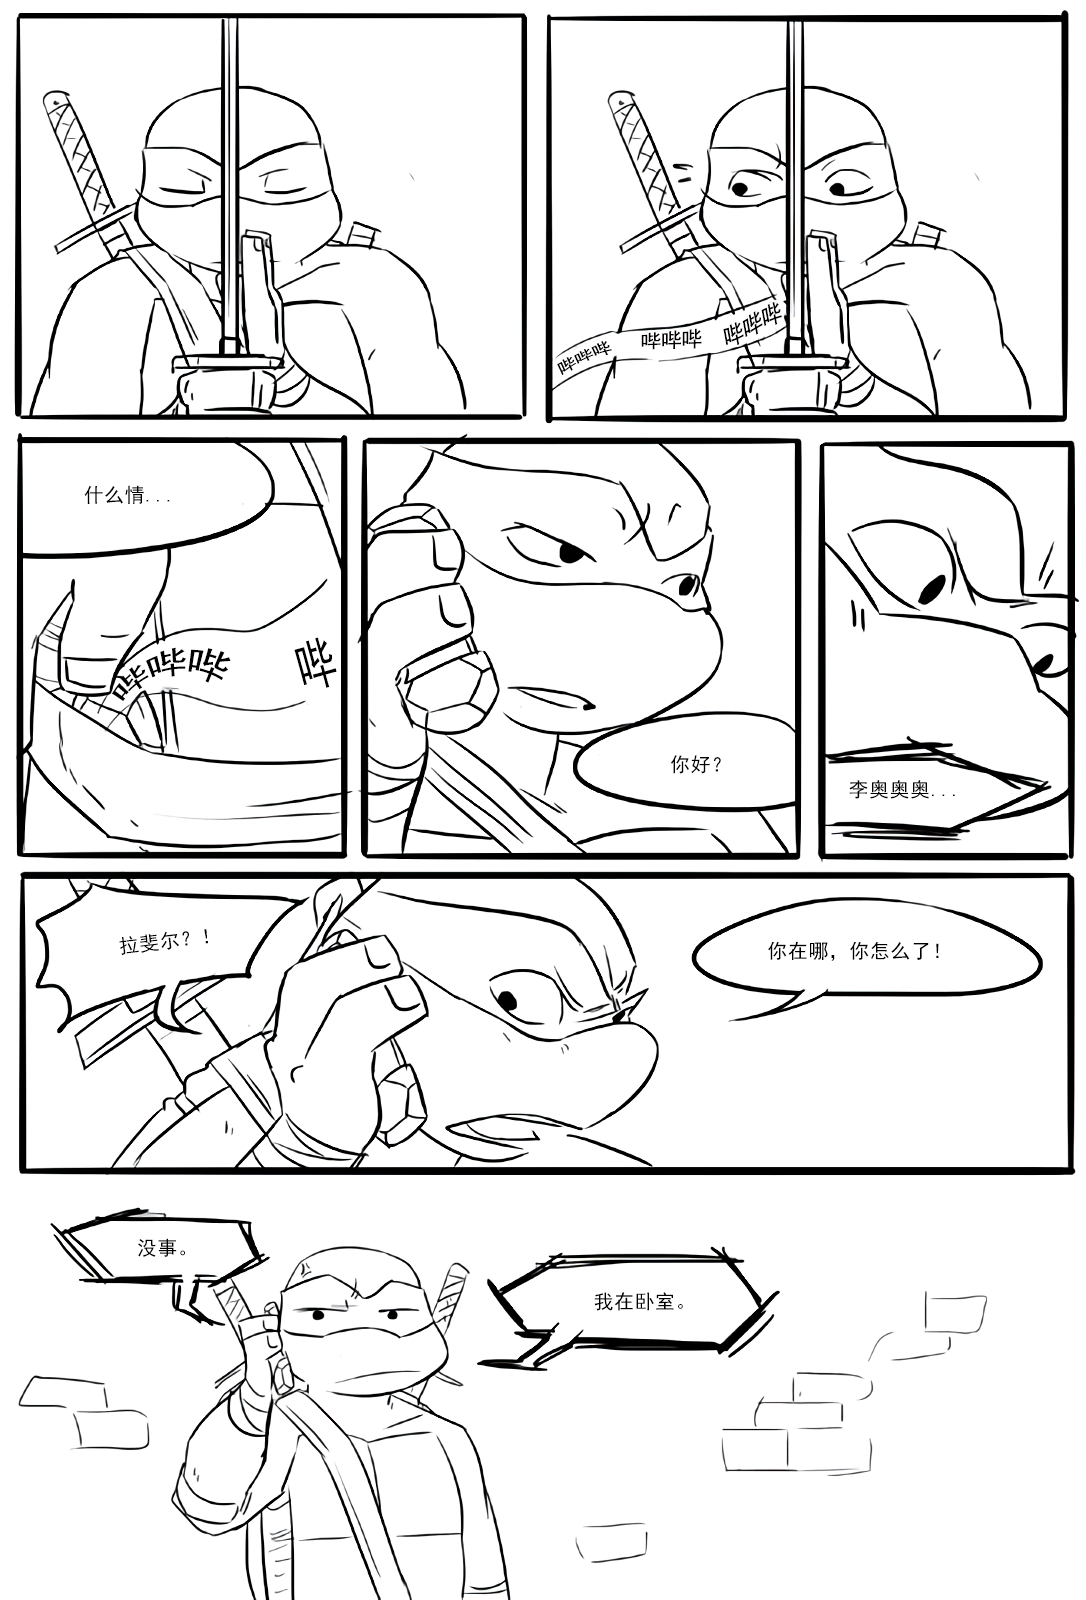 哔哔哔 哔哔哔 哔哔哔
什么情...
哔哔哔哔 哔
你好？
李奥奥奥...
拉斐尔？！
你在哪，你怎么了！
没事。
我在卧室。